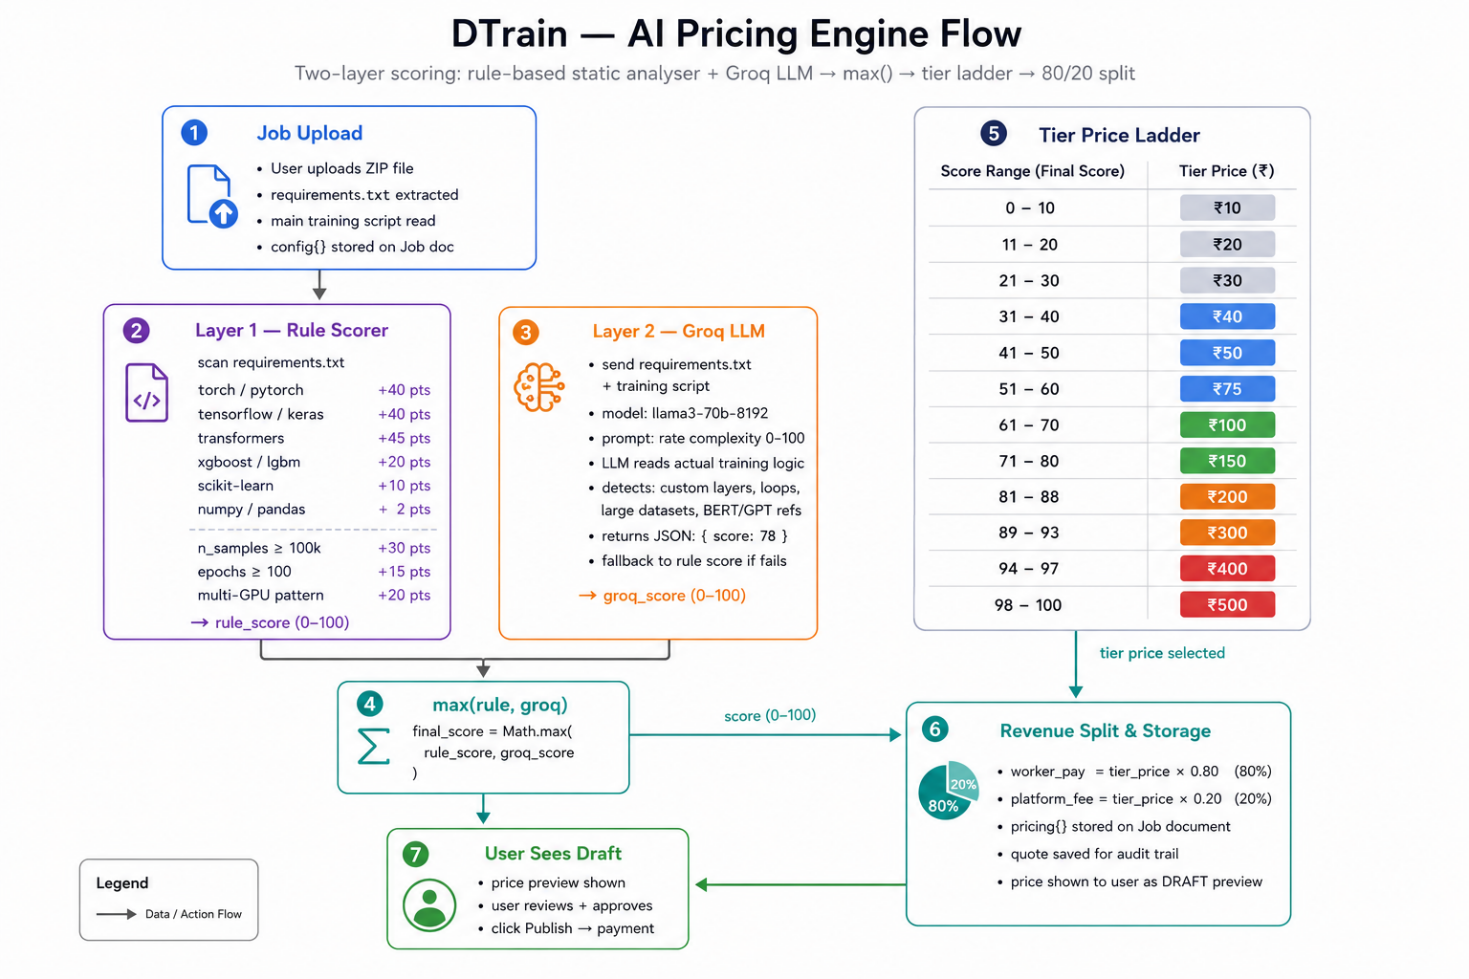 DTrain — AI Pricing Engine Flow
Two-layer scoring: rule-based static analyser + Groq LLM → max() → tier ladder → 80/20 split
1 Job Upload
• User uploads ZIP file
• requirements.txt extracted
• main training script read
• config{} stored on Job doc
2 Layer 1 — Rule Scorer
scan requirements.txt
torch / pytorch +40 pts
tensorflow / keras +40 pts
transformers +45 pts
xgboost / lgbm +20 pts
scikit-learn +10 pts
numpy / pandas + 2 pts
n_samples ≥ 100k +30 pts
epochs ≥ 100 +15 pts
multi-GPU pattern +20 pts
→ rule_score (0–100)
</>
3 Layer 2 — Groq LLM
• send requirements.txt
+ training script
• model: llama3-70b-8192
• prompt: rate complexity 0-100
• LLM reads actual training logic
• detects: custom layers, loops,
large datasets, BERT/GPT refs
• returns JSON: { score: 78 }
• fallback to rule score if fails
→ groq_score (0–100)
4 max(rule, groq)
Σ
final_score = Math.max(
rule_score, groq_score
)
score (0–100)
5 Tier Price Ladder
Score Range (Final Score) Tier Price (₹)
0 – 10 ₹10
11 – 20 ₹20
21 – 30 ₹30
31 – 40 ₹40
41 – 50 ₹50
51 – 60 ₹75
61 – 70 ₹100
71 – 80 ₹150
81 – 88 ₹200
89 – 93 ₹300
94 – 97 ₹400
98 – 100 ₹500
tier price selected
6 Revenue Split & Storage
20%
80%
• worker_pay = tier_price × 0.80 (80%)
• platform_fee = tier_price × 0.20 (20%)
• pricing{} stored on Job document
• quote saved for audit trail
• price shown to user as DRAFT preview
7 User Sees Draft
• price preview shown
• user reviews + approves
• click Publish → payment
Legend
Data / Action Flow